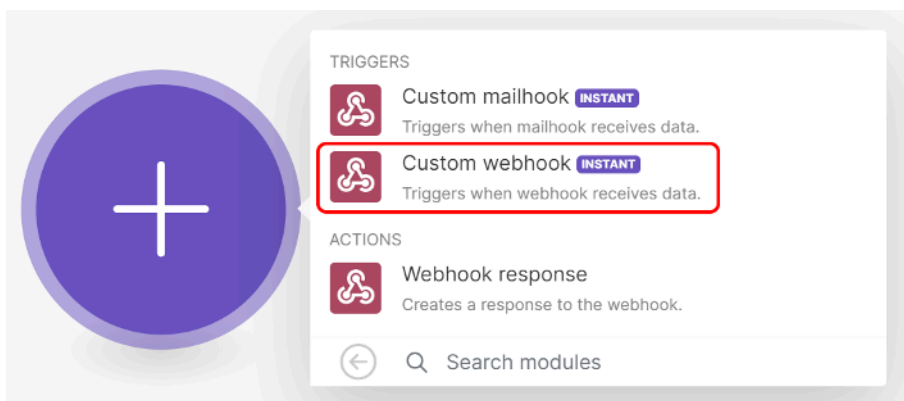 TRIGGERS
Custom mailhook INSTANT
Triggers when mailhook receives data.
Custom webhook INSTANT
Triggers when webhook receives data.
ACTIONS
Webhook response
Creates a response to the webhook.
Search modules